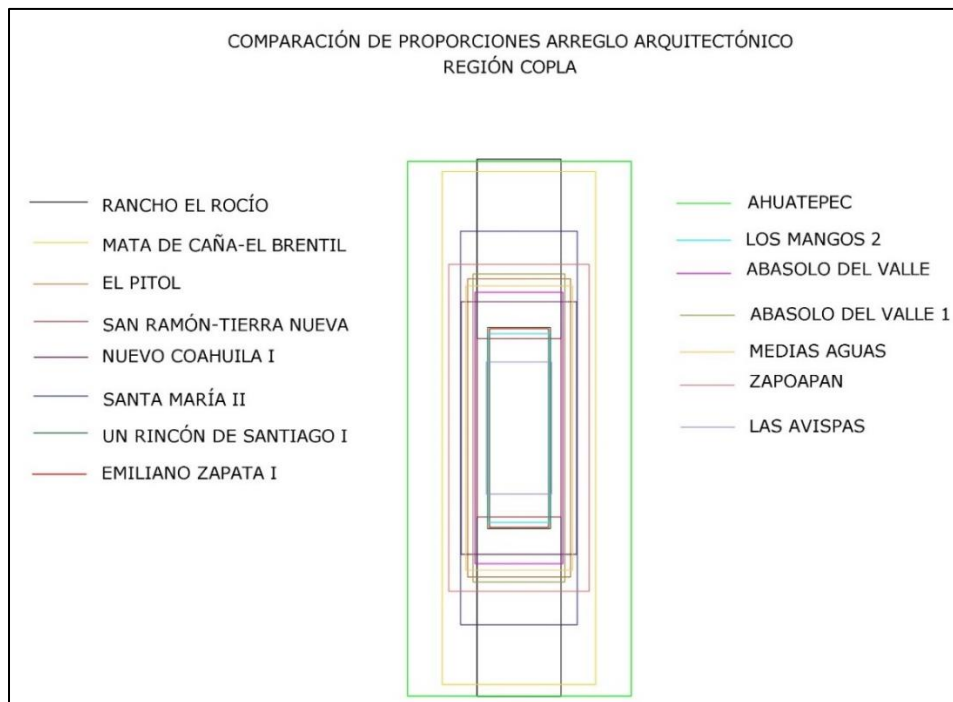 COMPARACIÓN DE PROPORCIONES ARREGLO ARQUITECTÓNICO
REGIÓN COPLA
RANCHO EL ROCÍO
MATA DE CAÑA-EL BRENTIL
EL PITOL
SAN RAMÓN-TIERRA NUEVA
NUEVO COAHUILA I
SANTA MARÍA II
UN RINCÓN DE SANTIAGO I
EMILIANO ZAPATA I
AHUATEPEC
LOS MANGOS 2
ABASOLO DEL VALLE
ABASOLO DEL VALLE 1
MEDIAS AGUAS
ZAPOAPAN
LAS AVISPAS